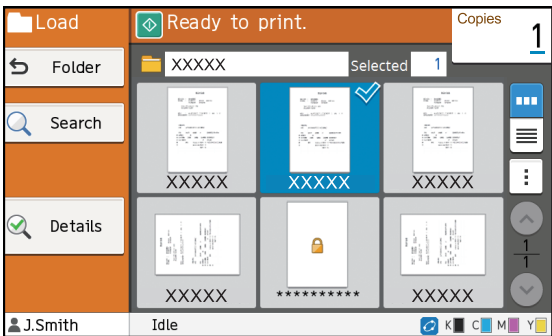 Load
Ready to print.
Copies
1
Folder
XXXXX
Selected
1
Search
XXXXX
XXXXX
XXXXX
Details
1
1
XXXXX
**********
XXXXX
J.Smith
Idle
K
C
M
Y